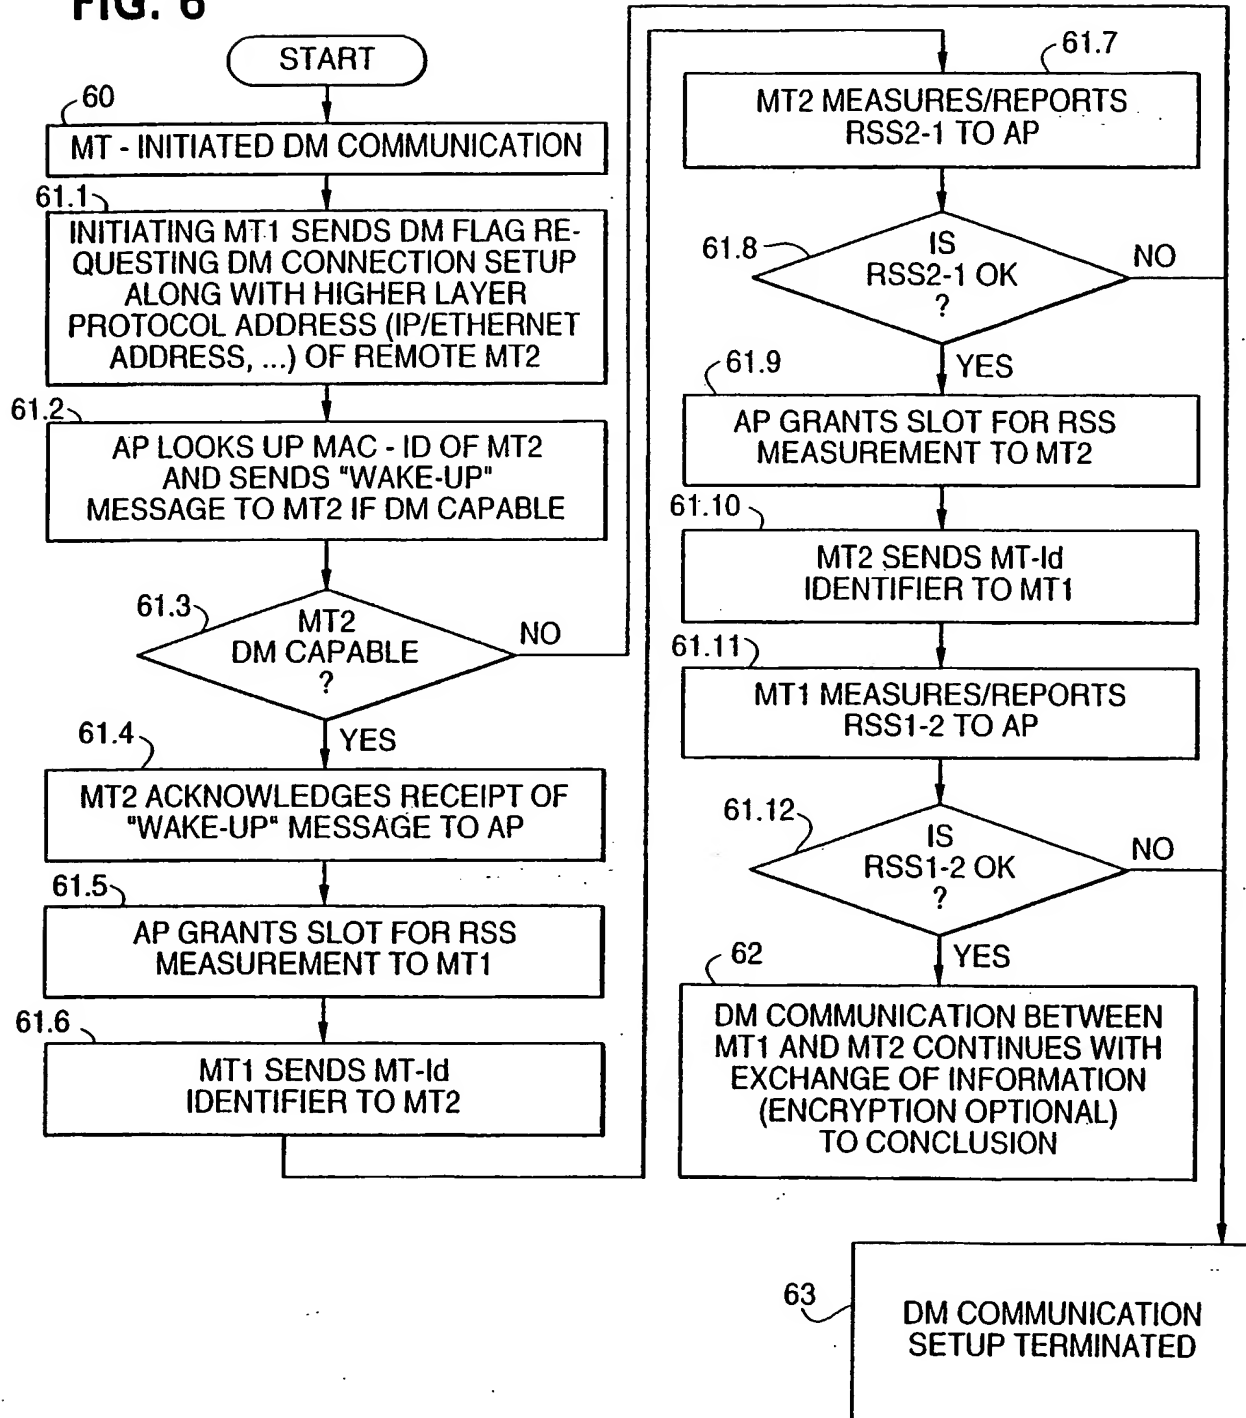 FIG. 6
START
60
MT - INITIATED DM COMMUNICATION
61.1
INITIATING MT1 SENDS DM FLAG RE-
QUESTING DM CONNECTION SETUP
ALONG WITH HIGHER LAYER
PROTOCOL ADDRESS (IP/ETHERNET
ADDRESS, ...) OF REMOTE MT2
61.2
AP LOOKS UP MAC - ID OF MT2
AND SENDS "WAKE-UP"
MESSAGE TO MT2 IF DM CAPABLE
61.3
MT2
DM CAPABLE
?
NO
YES
61.4
MT2 ACKNOWLEDGES RECEIPT OF
"WAKE-UP" MESSAGE TO AP
61.5
AP GRANTS SLOT FOR RSS
MEASUREMENT TO MT1
61.6
MT1 SENDS MT-Id
IDENTIFIER TO MT2
61.7
MT2 MEASURES/REPORTS
RSS2-1 TO AP
61.8
IS
RSS2-1 OK
?
NO
YES
61.9
AP GRANTS SLOT FOR RSS
MEASUREMENT TO MT2
61.10
MT2 SENDS MT-Id
IDENTIFIER TO MT1
61.11
MT1 MEASURES/REPORTS
RSS1-2 TO AP
61.12
IS
RSS1-2 OK
?
NO
YES
62
DM COMMUNICATION BETWEEN
MT1 AND MT2 CONTINUES WITH
EXCHANGE OF INFORMATION
(ENCRYPTION OPTIONAL)
TO CONCLUSION
63
DM COMMUNICATION
SETUP TERMINATED